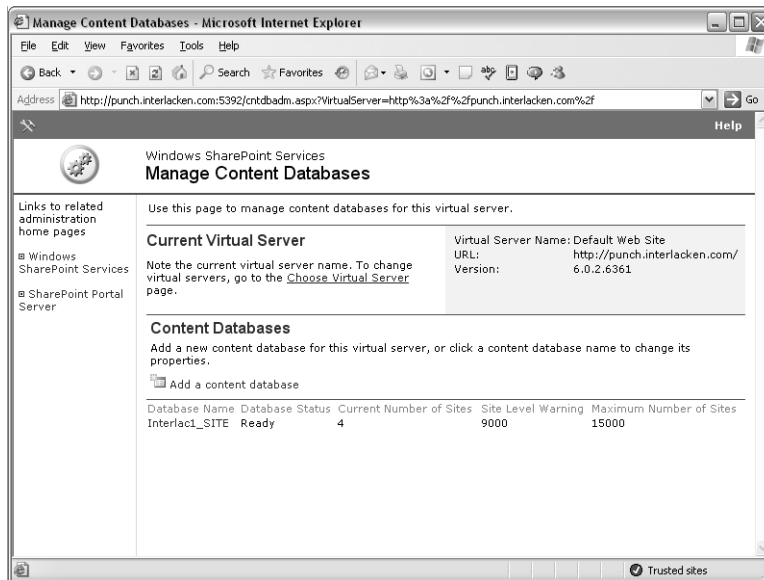 Manage Content Databases - Microsoft Internet Explorer
File Edit View Favorites Tools Help
Back Search Favorites
Address http://punch.interlacken.com:5392/cntdbadm.aspx?VirtualServer=http%3a%2f%2fpunch.interlacken.com%2f Go
Help
Windows SharePoint Services
Manage Content Databases
Links to related
administration
home pages
Windows
SharePoint Services
SharePoint Portal
Server
Use this page to manage content databases for this virtual server.
Current Virtual Server
Note the current virtual server name. To change
virtual servers, go to the Choose Virtual Server
page.
Virtual Server Name: Default Web Site
URL: http://punch.interlacken.com/
Version: 6.0.2.6361
Content Databases
Add a new content database for this virtual server, or click a content database name to change its
properties.
Add a content database
Database Name Database Status Current Number of Sites Site Level Warning Maximum Number of Sites
Interlac1_SITE Ready 4 9000 15000
Trusted sites